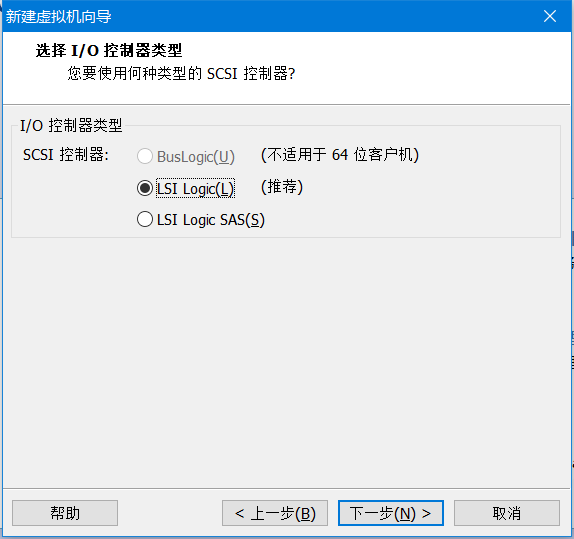 新建虚拟机向导
选择 I/O 控制器类型
您要使用何种类型的 SCSI 控制器?
I/O 控制器类型
SCSI 控制器:
BusLogic(U) (不适用于 64 位客户机)
LSI Logic(L) (推荐)
LSI Logic SAS(S)
帮助 < 上一步(B) 下一步(N) > 取消